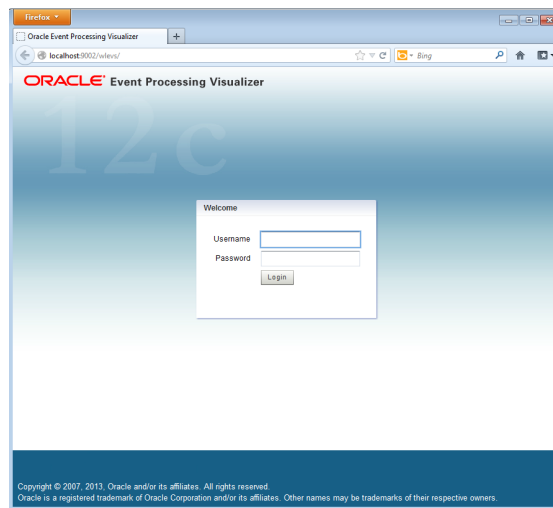 Firefox
Oracle Event Processing Visualizer
+
localhost:9002/wlevs/
Bing
ORACLE Event Processing Visualizer
12c
Welcome
Username
Password
Login
Copyright © 2007, 2013, Oracle and/or its affiliates. All rights reserved.
Oracle is a registered trademark of Oracle Corporation and/or its affiliates. Other names may be trademarks of their respective owners.